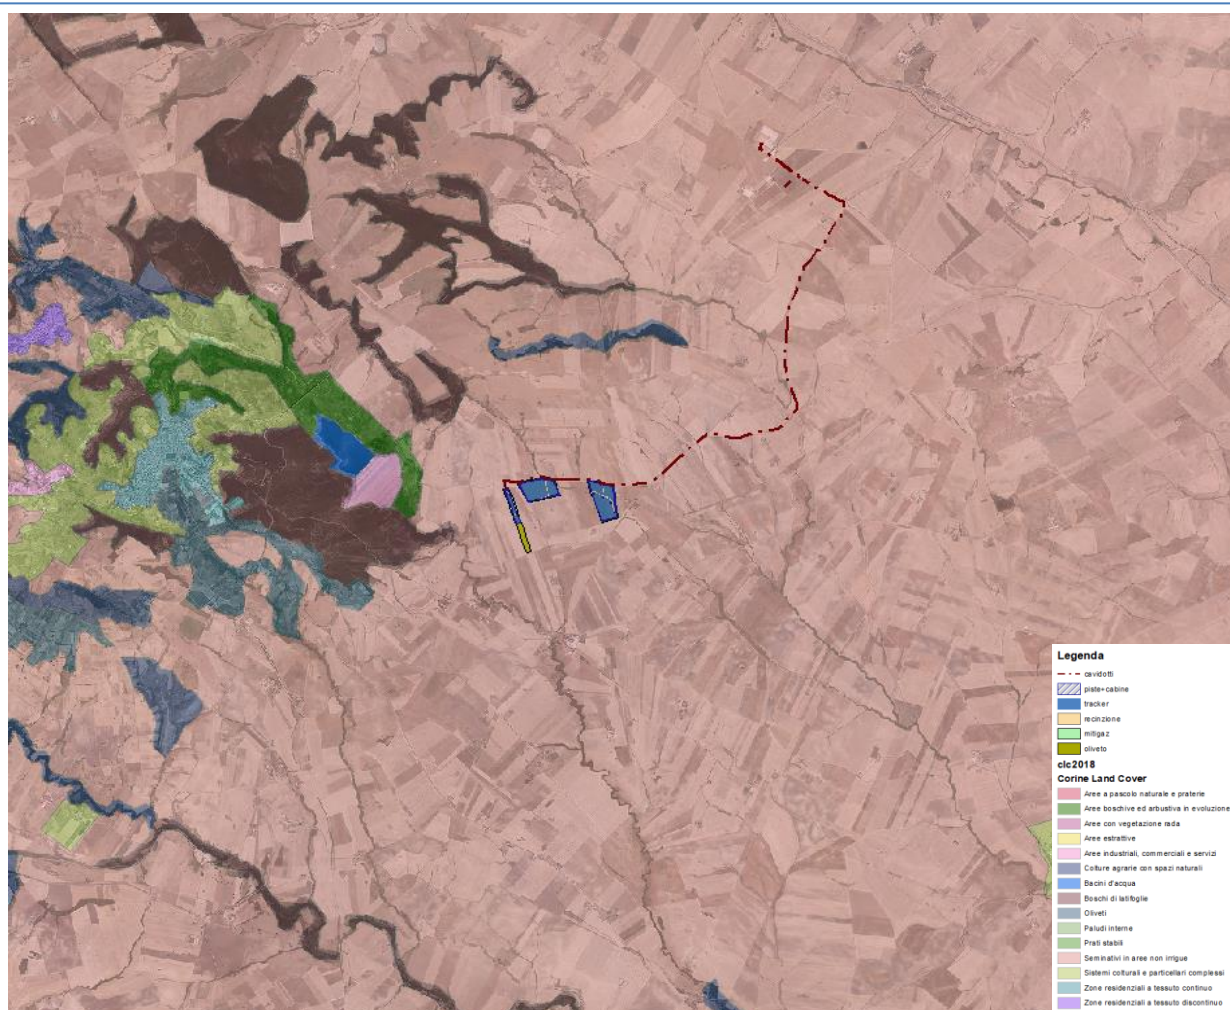 Legenda
cavidotti
piste+cabine
tracker
recinzione
mitigaz
oliveto
clc2018
Corine Land Cover
Aree a pascolo naturale e praterie
Aree boschive ed arbustiva in evoluzione
Aree con vegetazione rada
Aree estrattive
Aree industriali, commerciali e servizi
Colture agrarie con spazi naturali
Bacini d'acqua
Boschi di latifoglie
Oliveti
Paludi interne
Prati stabili
Seminativi in aree non irrigue
Sistemi colturali e particellari complessi
Zone residenziali a tessuto continuo
Zone residenziali a tessuto discontinuo